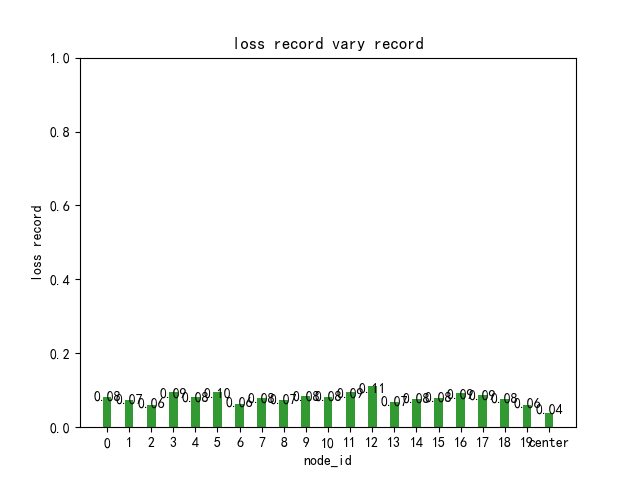 loss record vary record
1.0
0.8
0.6
0.4
0.2
0.0
loss record
0.08 0.07 0.06 0.09 0.08 0.10 0.06 0.08 0.07 0.08 0.08 0.09 0.11 0.07 0.08 0.08 0.09 0.09 0.08 0.06 0.04
0 1 2 3 4 5 6 7 8 9 10 11 12 13 14 15 16 17 18 19 center
node_id